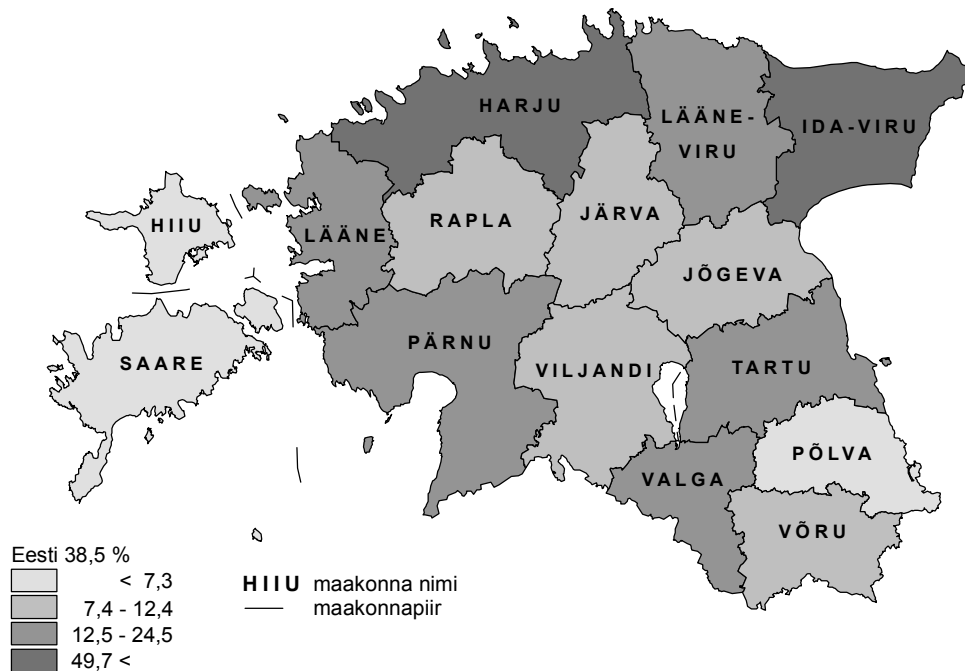 HARJU
LÄÄNE-
VIRU
IDA-VIRU
HIIU
LÄÄNE
RAPLA
JÄRVA
JÕGEVA
SAARE
PÄRNU
VILJANDI
TARTU
VALGA
PÕLVA
VÕRU
Eesti 38,5 %
< 7,3
7,4 - 12,4
12,5 - 24,5
49,7 <
HIIU maakonna nimi
maakonnapiir